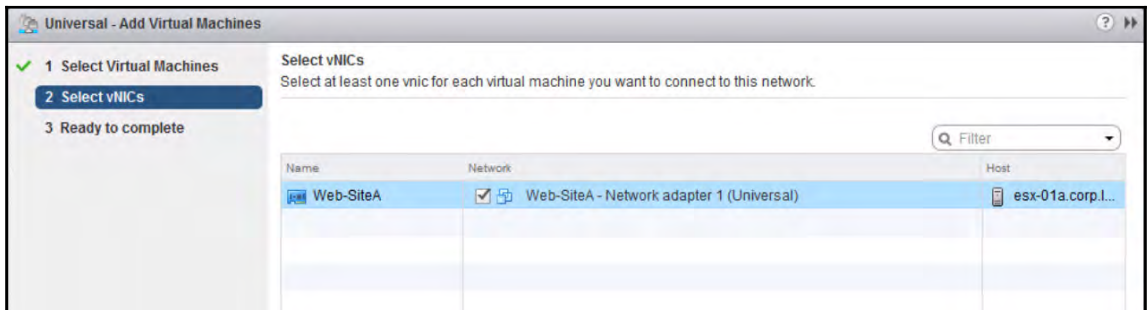 Universal - Add Virtual Machines
1 Select Virtual Machines
2 Select vNICs
3 Ready to complete
Select vNICs
Select at least one vnic for each virtual machine you want to connect to this network.
Filter
Name Network Host
Web-SiteA Web-SiteA - Network adapter 1 (Universal) esx-01a.corp.l...